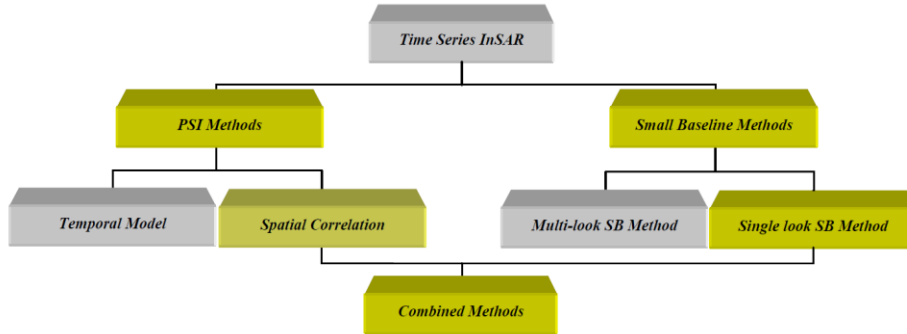 Time Series InSAR
PSI Methods
Small Baseline Methods
Temporal Model
Spatial Correlation
Multi-look SB Method
Single look SB Method
Combined Methods